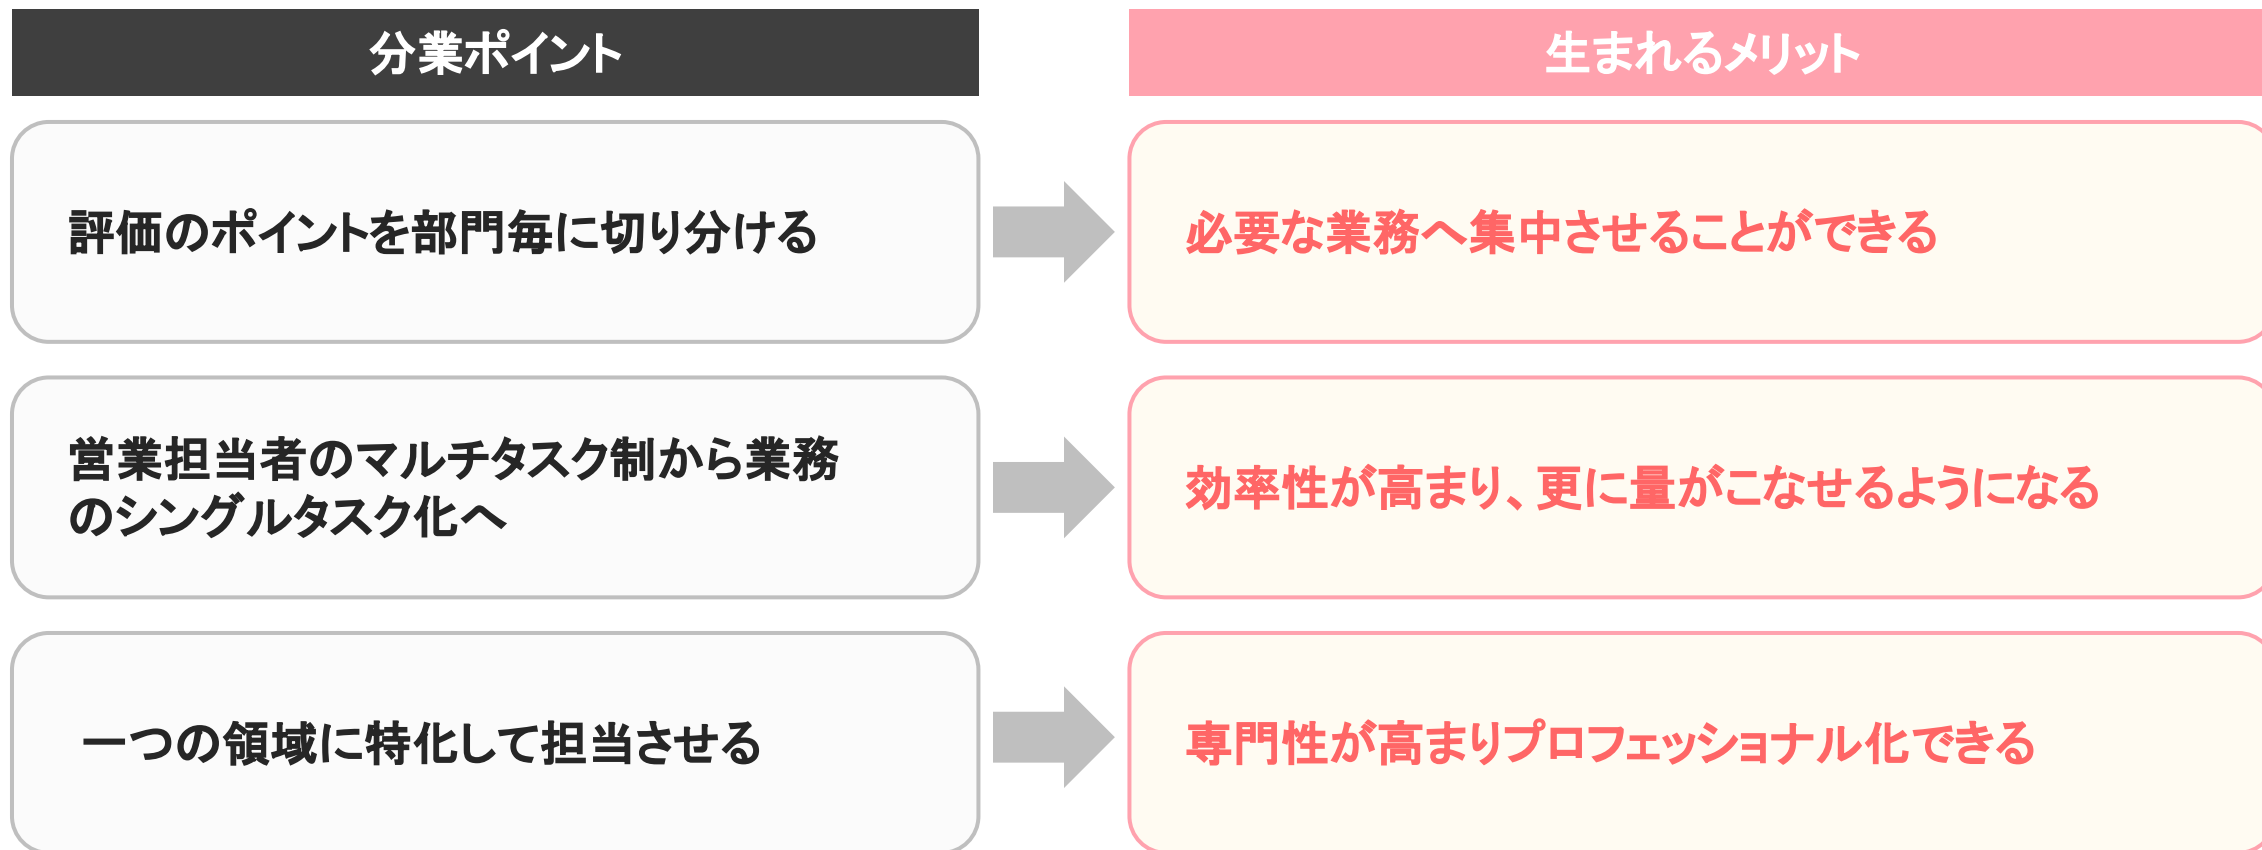 分業ポイント
生まれるメリット
評価のポイントを部門毎に切り分ける
必要な業務へ集中させることができる
営業担当者のマルチタスク制から業務
のシングルタスク化へ
効率性が高まり、更に量がこなせるようになる
一つの領域に特化して担当させる
専門性が高まりプロフェッショナル化できる